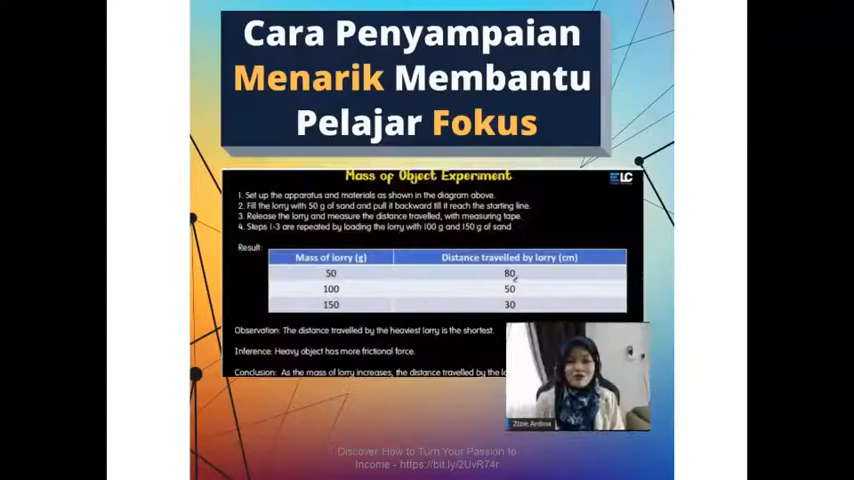 Cara Penyampaian
Menarik Membantu
Pelajar Fokus
Mass of Object Experiment
ELC
1. Set up the apparatus and materials as shown in the diagram above.
2. Fill the lorry with 50 g of sand and pull it backward till it reach the starting line.
3. Release the lorry and measure the distance travelled, with measuring tape.
4. Steps 1-3 are repeated by loading the lorry with 100 g and 150 g of sand
Result:
Mass of lorry (g) Distance travelled by lorry (cm)
50 80
100 50
150 30
Observation: The distance travelled by the heaviest lorry is the shortest.
Inference: Heavy object has more frictional force.
Conclusion: As the mass of lorry increases, the distance travelled by the
Zizie Ardina
Discover How to Turn Your Passion to
Income - https://bit.ly/2UvR74r